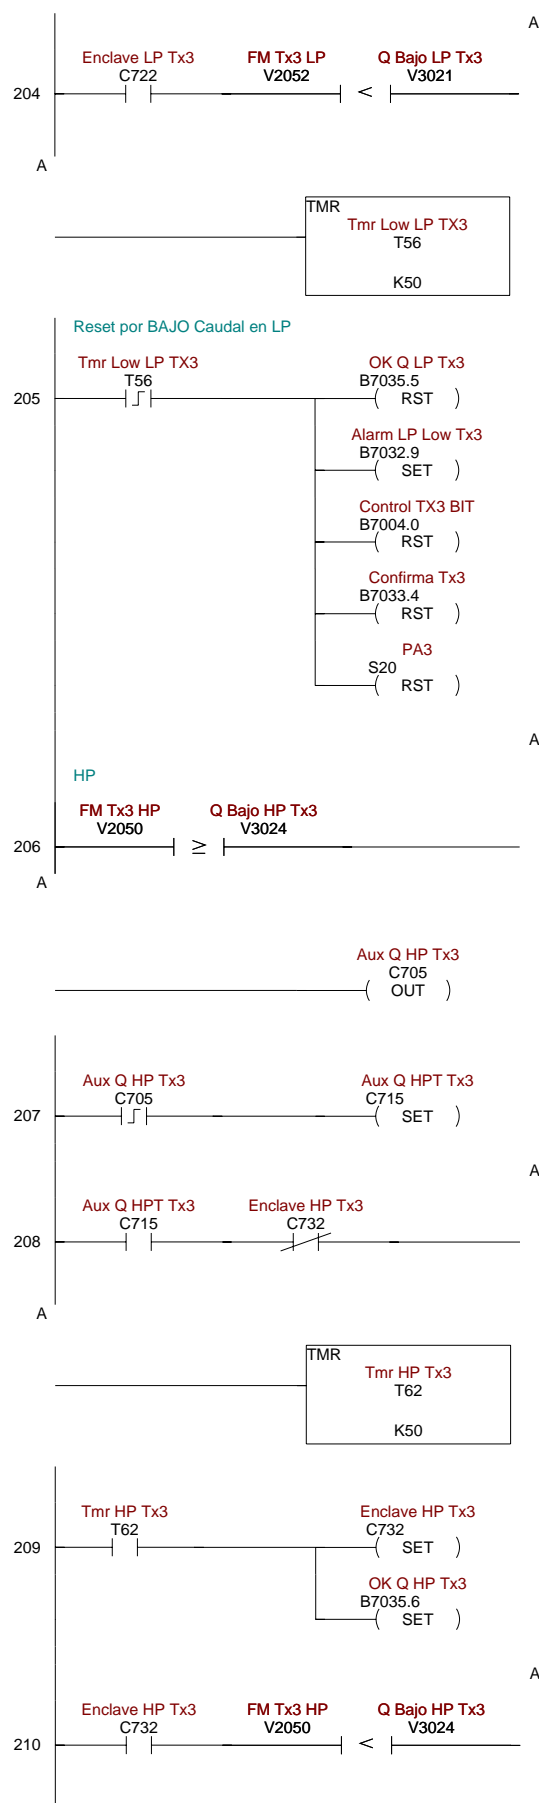 A
Enclave LP Tx3 FM Tx3 LP Q Bajo LP Tx3
C722 V2052 V3021
204 <
A
TMR
Tmr Low LP TX3
T56
K50
Reset por BAJO Caudal en LP
Tmr Low LP TX3 OK Q LP Tx3
T56 B7035.5
205 RST
Alarm LP Low Tx3
B7032.9
SET
Control TX3 BIT
B7004.0
RST
Confirma Tx3
B7033.4
RST
PA3
S20
RST
A
HP
FM Tx3 HP Q Bajo HP Tx3
V2050 V3024
206 ≥
A
Aux Q HP Tx3
C705
OUT
Aux Q HP Tx3 Aux Q HPT Tx3
C705 C715
207 SET
A
Aux Q HPT Tx3 Enclave HP Tx3
C715 C732
208
A
TMR
Tmr HP Tx3
T62
K50
Tmr HP Tx3 Enclave HP Tx3
T62 C732
209 SET
OK Q HP Tx3
B7035.6
SET
A
Enclave HP Tx3 FM Tx3 HP Q Bajo HP Tx3
C732 V2050 V3024
210 <